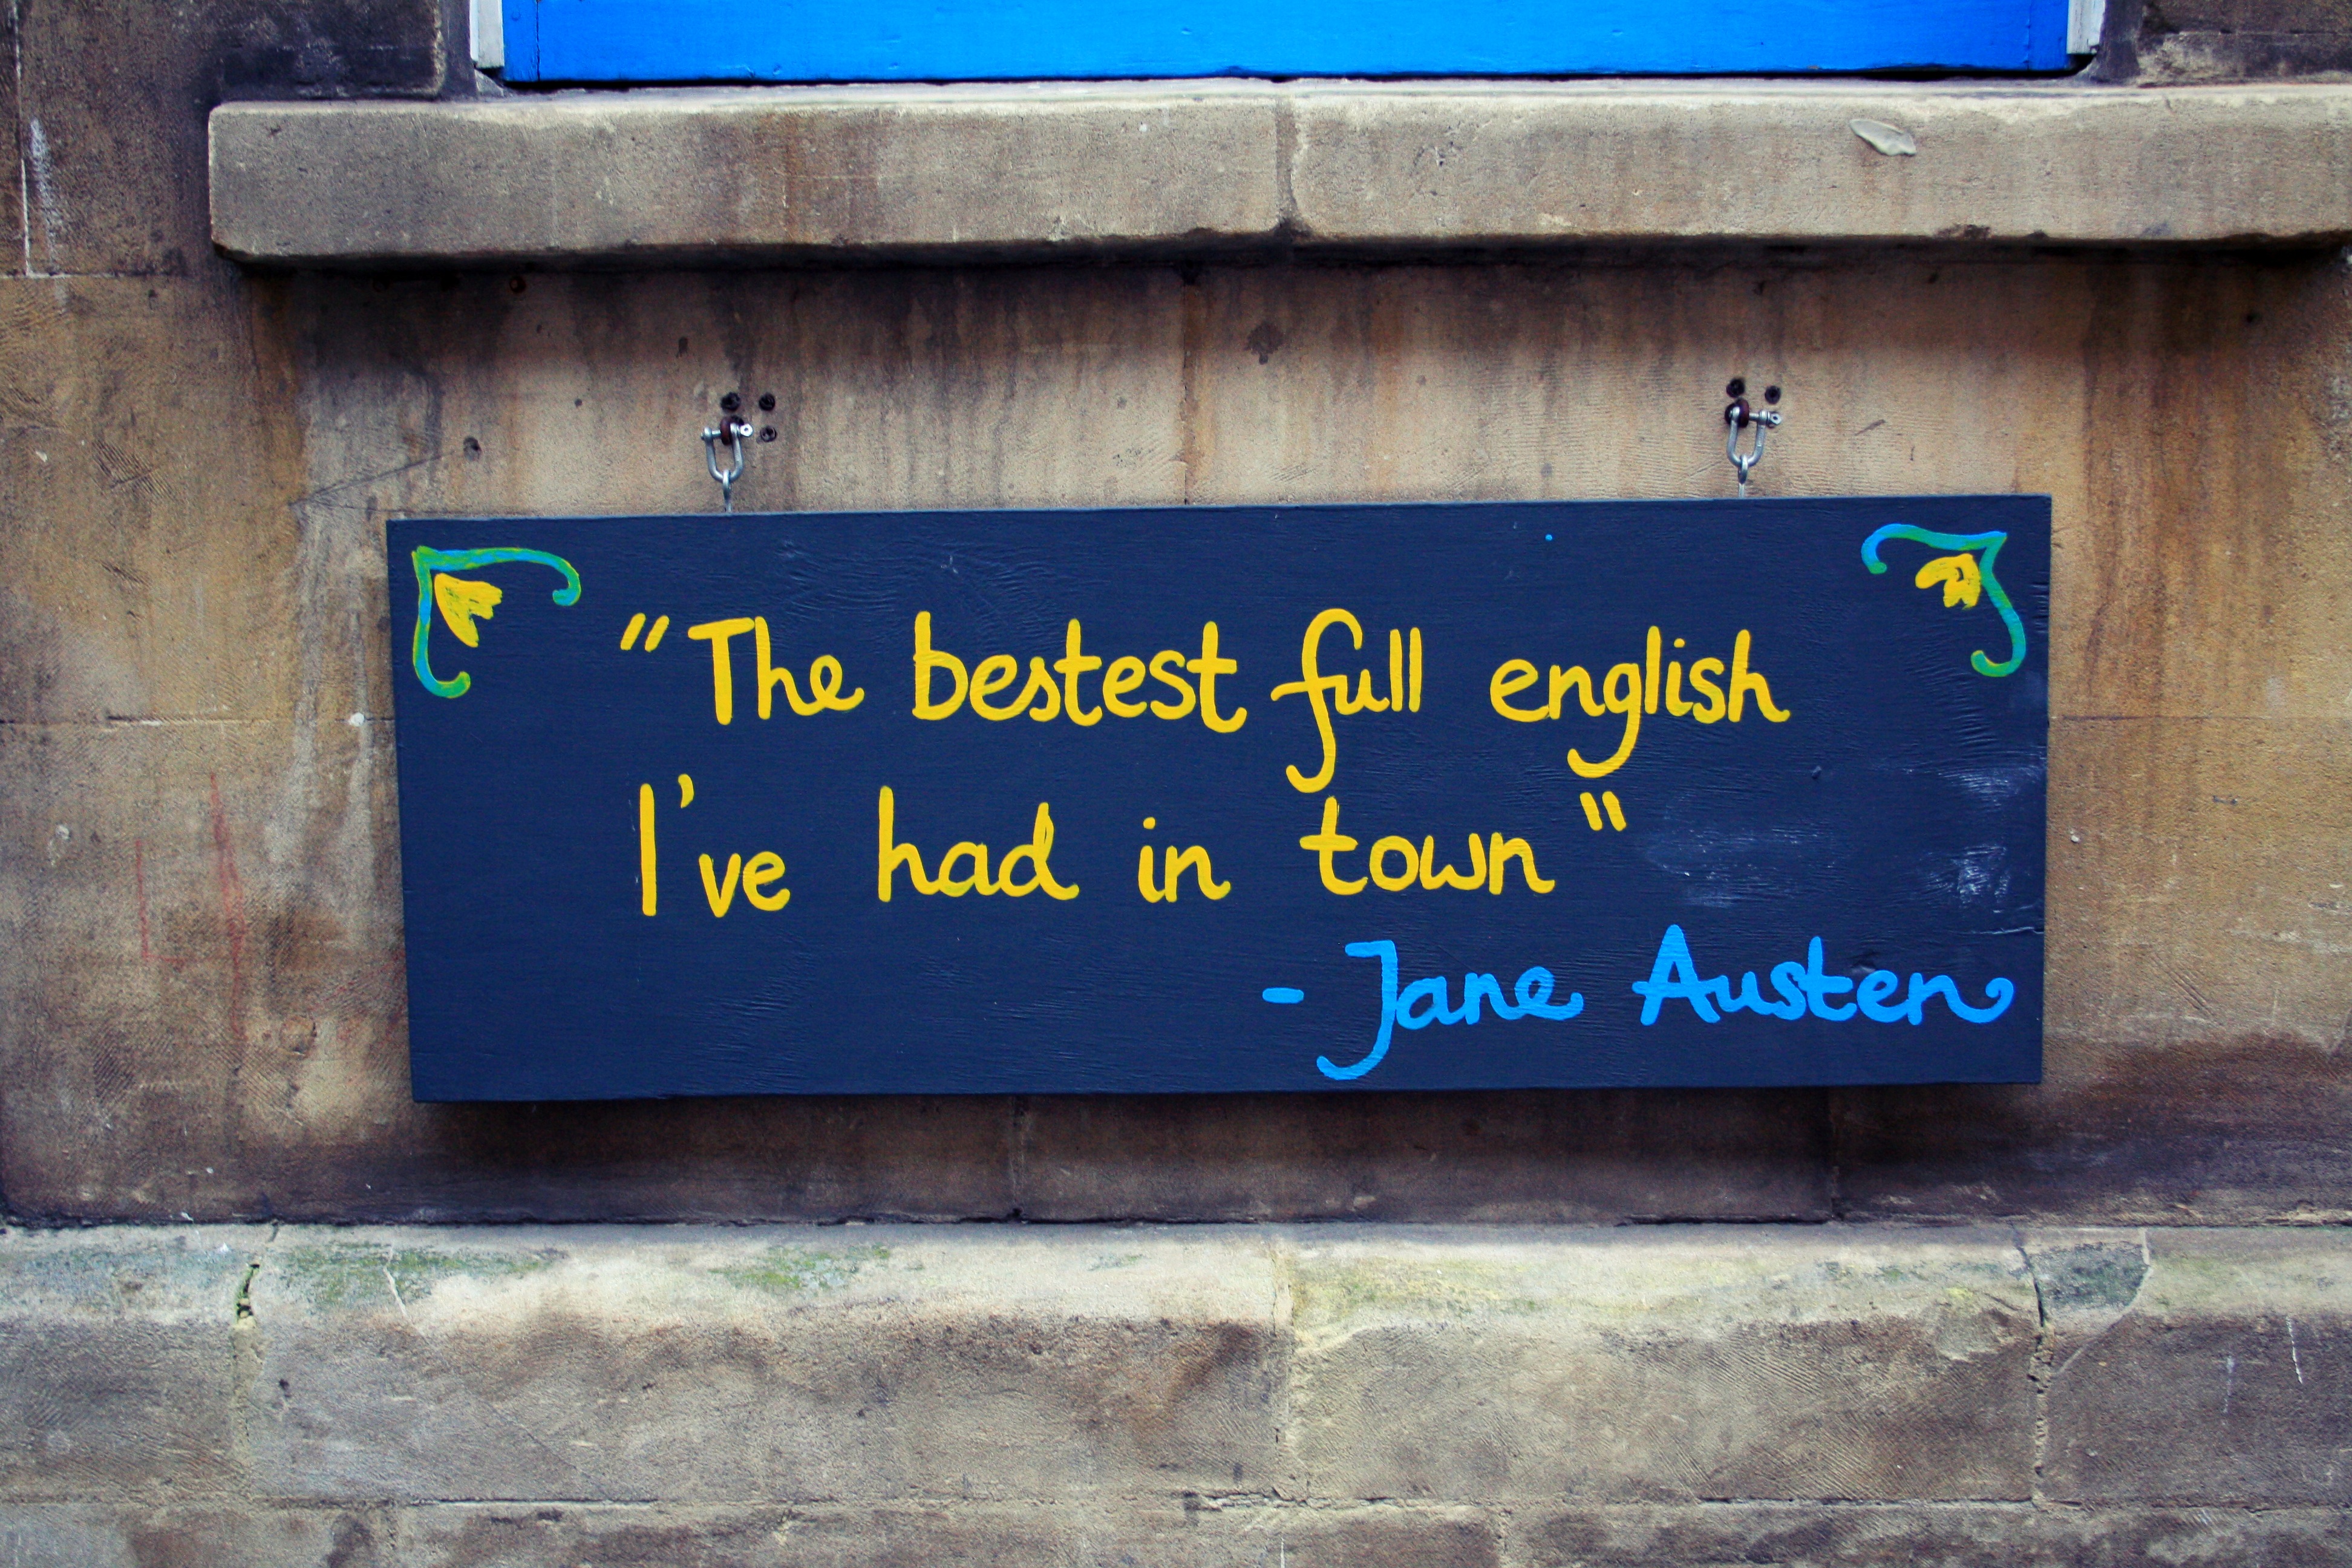 "The bestest full english
I've had in town"
- Jane Austen